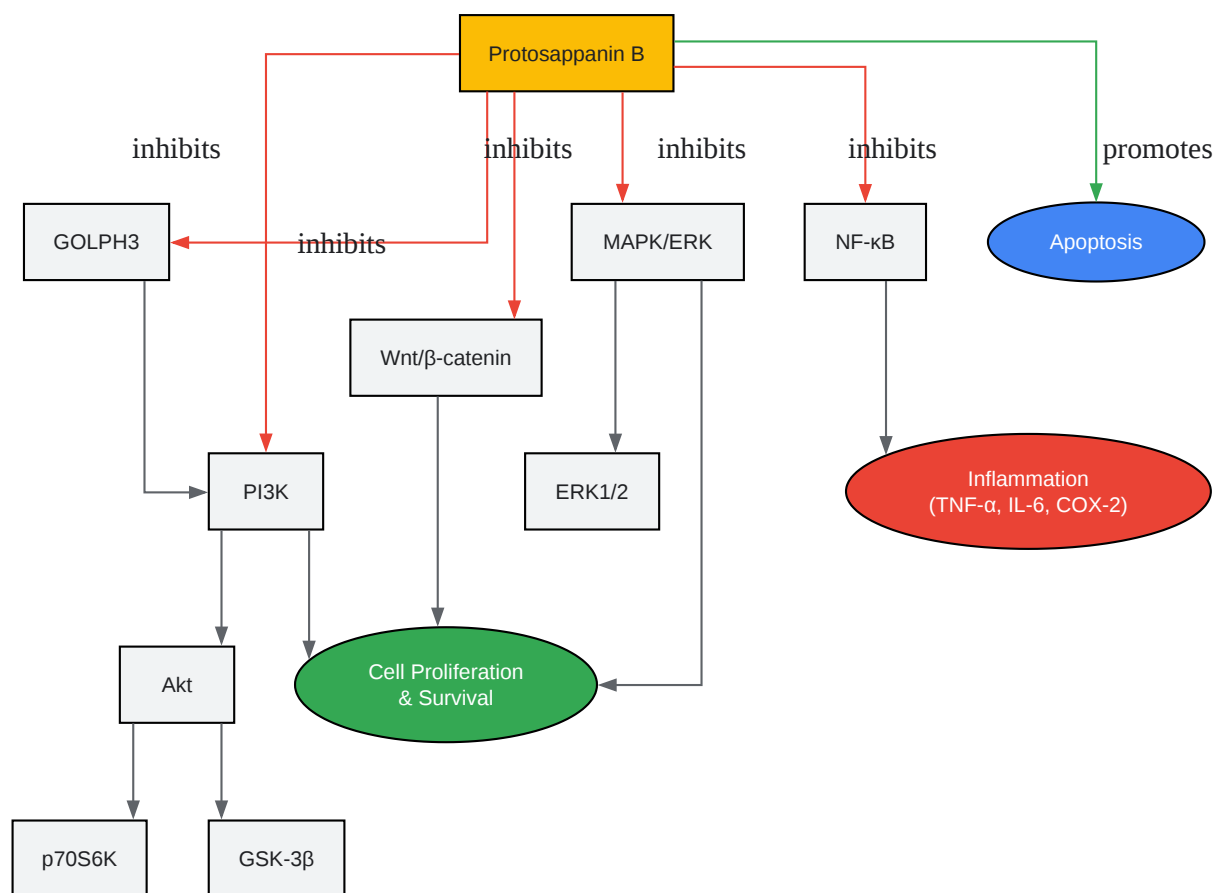 Protosappanin B
inhibits
inhibits
inhibits
inhibits
promotes
GOLPH3
inhibits
MAPK/ERK
NF-κB
Apoptosis
Wnt/β-catenin
PI3K
ERK1/2
Inflammation
(TNF-α, IL-6, COX-2)
Akt
Cell Proliferation
& Survival
p70S6K
GSK-3β